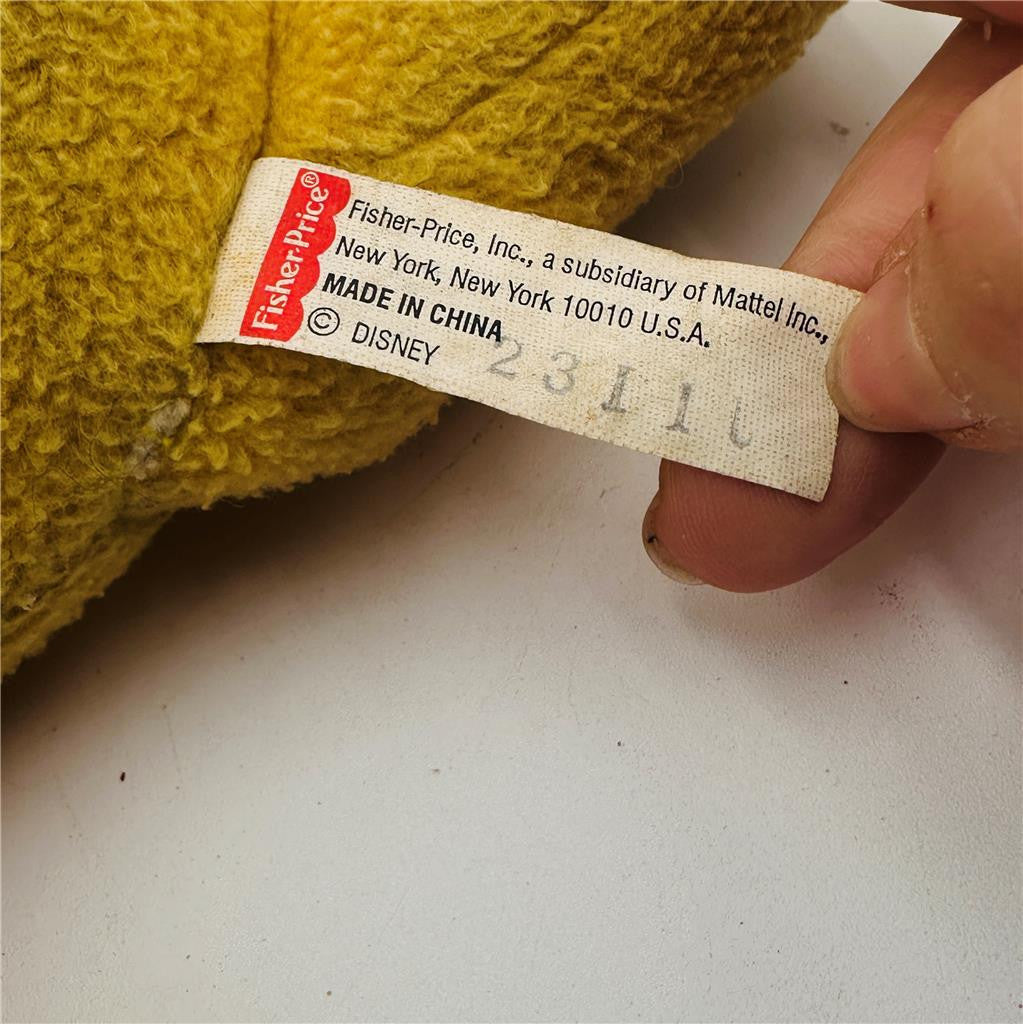 Fisher-Price®
Fisher-Price, Inc., a subsidiary of Mattel Inc.,
New York, New York 10010 U.S.A.
MADE IN CHINA
© DISNEY